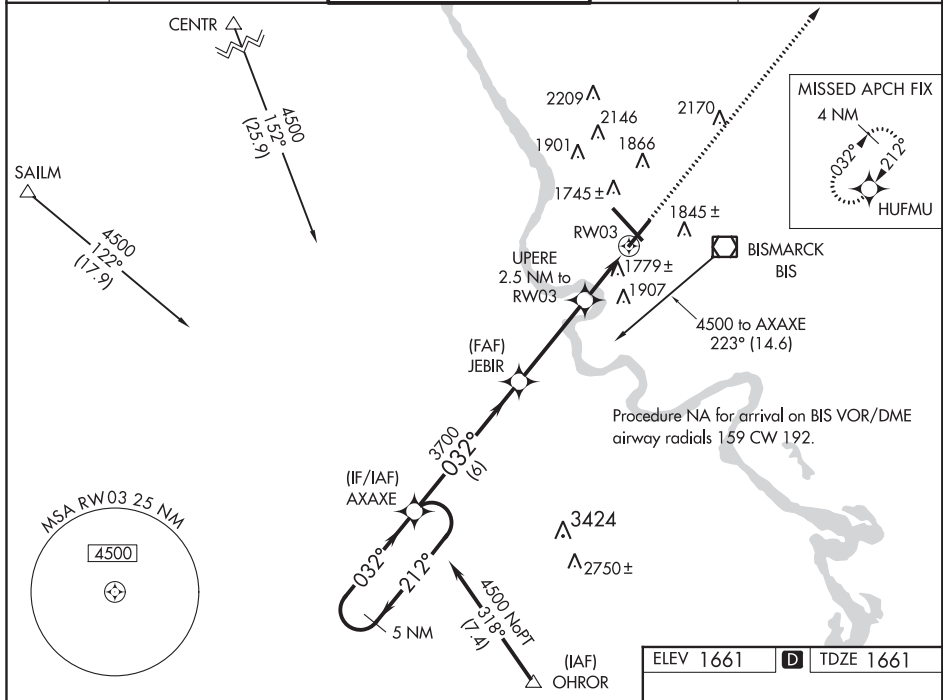 CENTR
4500
152°
(25.9)
SAILM
4500
122°
(17.9)
2209
2146
2170
1901
1866
1745 ±
1845 ±
RW03
MISSED APCH FIX
4 NM
032°
212°
HUFMU
UPERE
2.5 NM to
RW03
1779 ±
1907
BISMARCK
BIS
4500 to AXAXE
223° (14.6)
(FAF)
JEBIR
Procedure NA for arrival on BIS VOR/DME
airway radials 159 CW 192.
3700
032°
(6)
(IF/IAF)
AXAXE
MSA RW03 25 NM
4500
3424
2750 ±
032°
212°
5 NM
4500 NoPT
318°
(7.4)
(IAF)
OHROR
ELEV 1661 D TDZE 1661